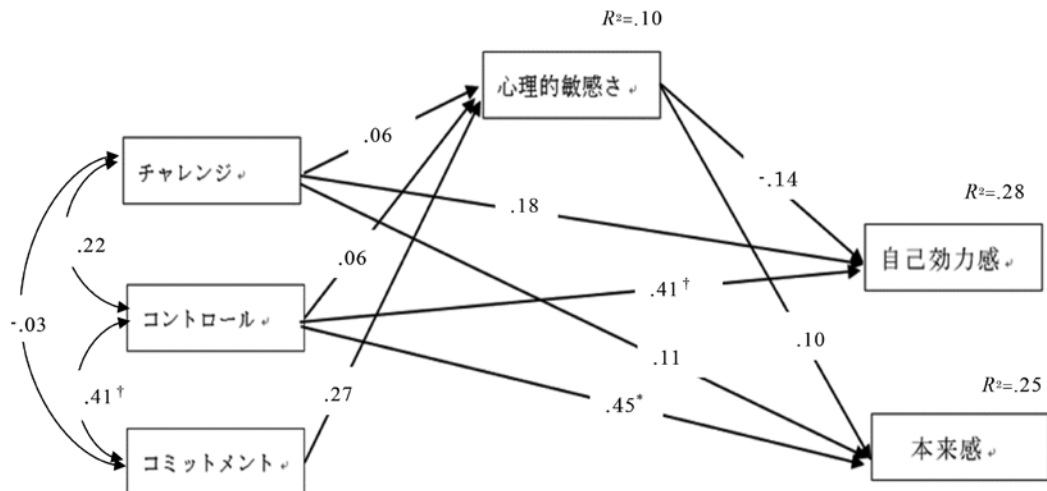 R²=.10
心理的敏感さ
.06
チャレンジ
-.14
R²=.28
.18
自己効力感
.22
.06
コントロール
.41†
-.03
.10
.11
R²=.25
.41†
.27
.45*
本来感
コミットメント